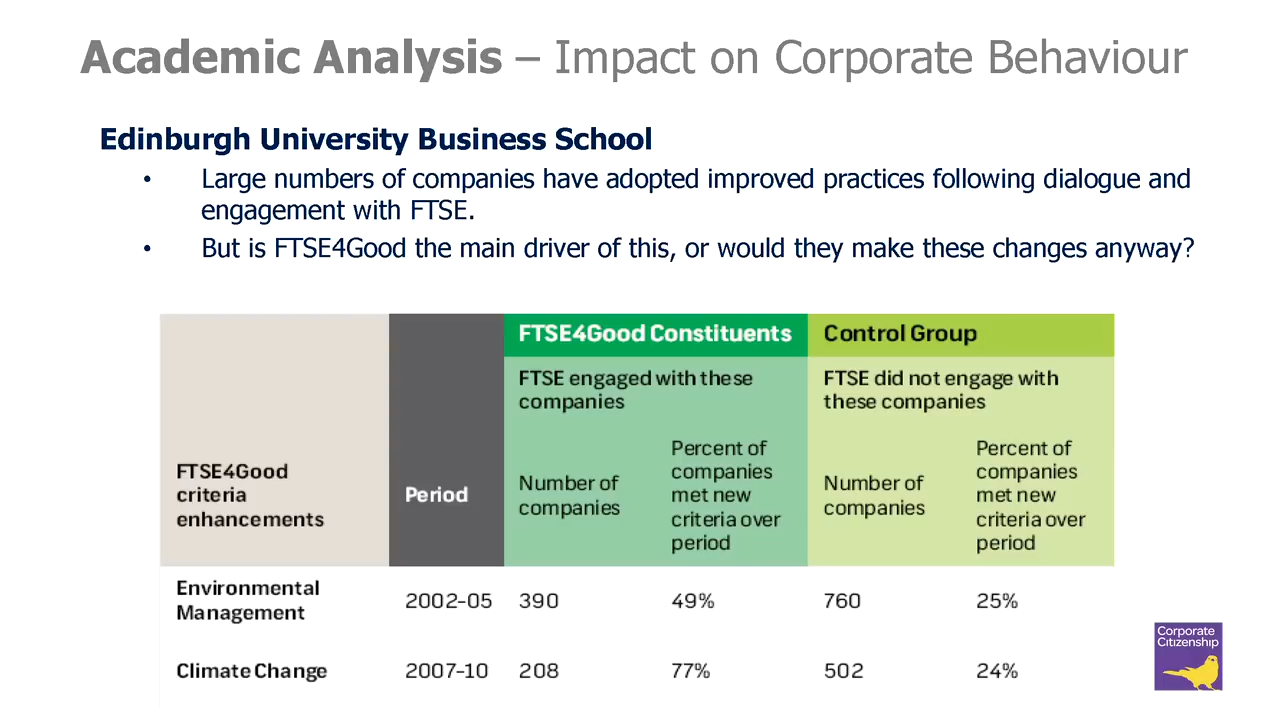 Academic Analysis – Impact on Corporate Behaviour
Edinburgh University Business School
• Large numbers of companies have adopted improved practices following dialogue and
engagement with FTSE.
• But is FTSE4Good the main driver of this, or would they make these changes anyway?
FTSE4Good
criteria
enhancements
Period
FTSE4Good Constituents
Control Group
FTSE engaged with these
companies
FTSE did not engage with
these companies
Number of
companies
Percent of
companies
met new
criteria over
period
Number of
companies
Percent of
companies
met new
criteria over
period
Environmental
Management
2002–05 390 49% 760 25%
Climate Change 2007–10 208 77% 502 24%
Corporate
Citizenship